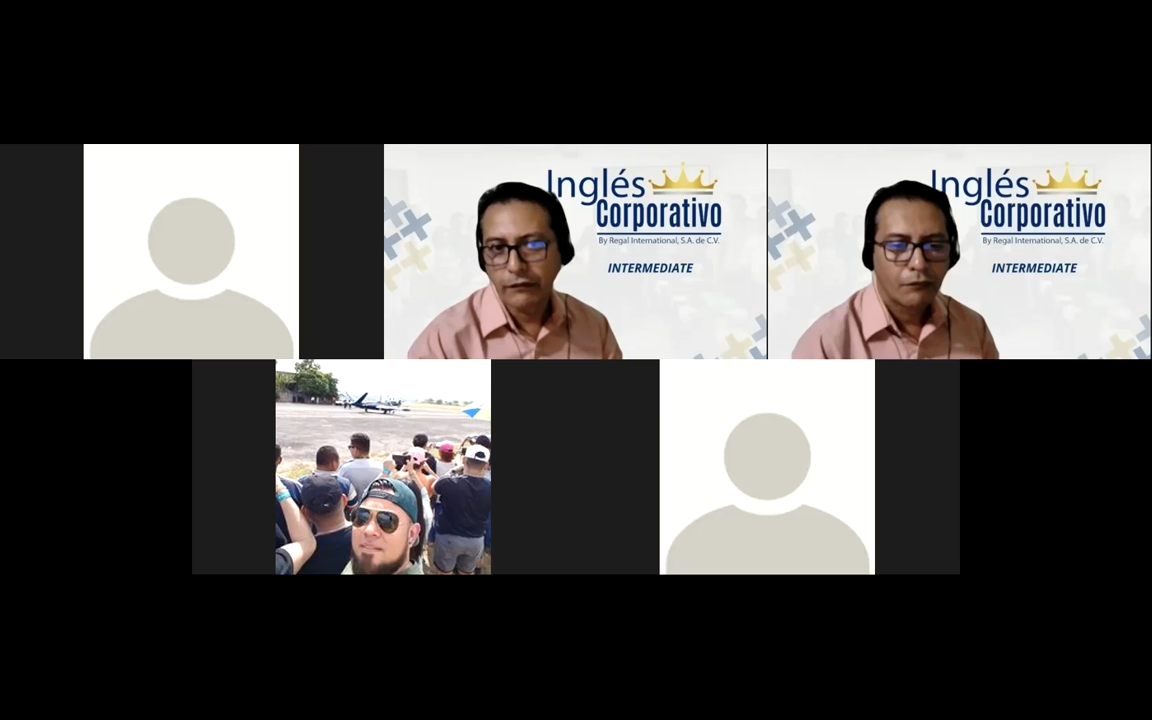 Inglés
Corporativo
By Regal International, S.A. de C.V.
INTERMEDIATE
Inglés
Corporativo
By Regal International, S.A. de C.V.
INTERMEDIATE